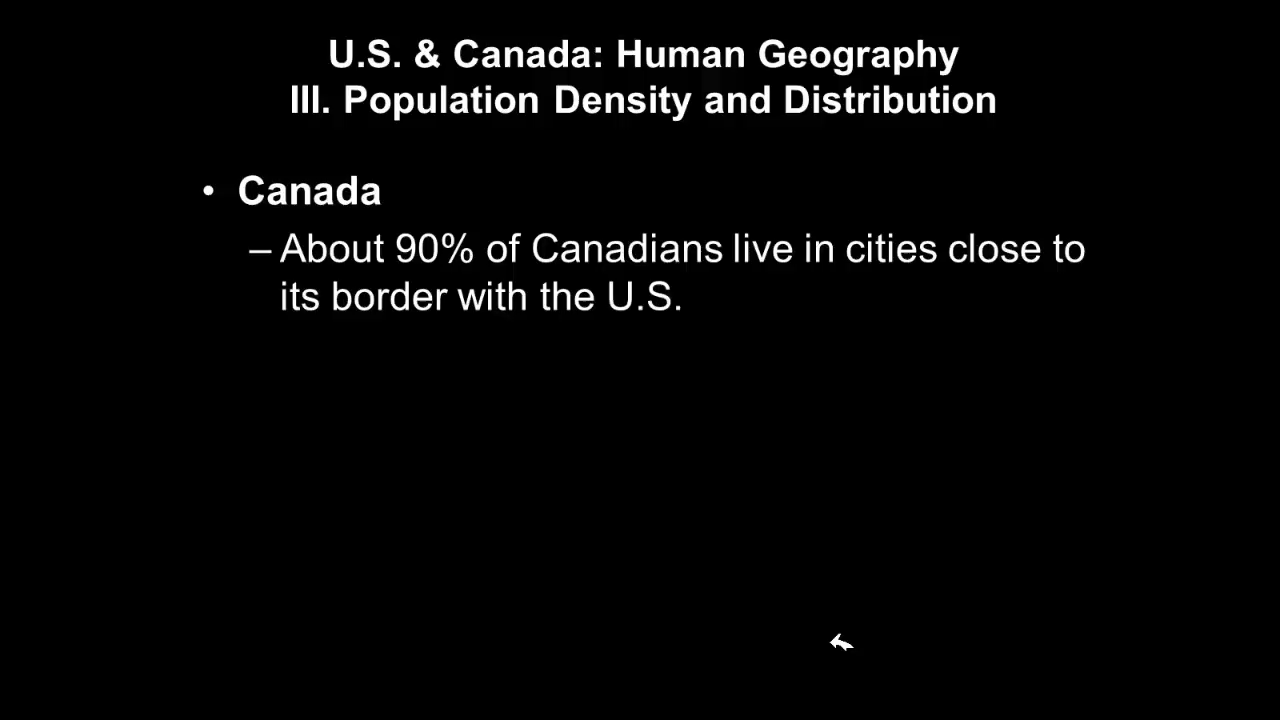 U.S. & Canada: Human Geography
III. Population Density and Distribution
• Canada
– About 90% of Canadians live in cities close to
its border with the U.S.